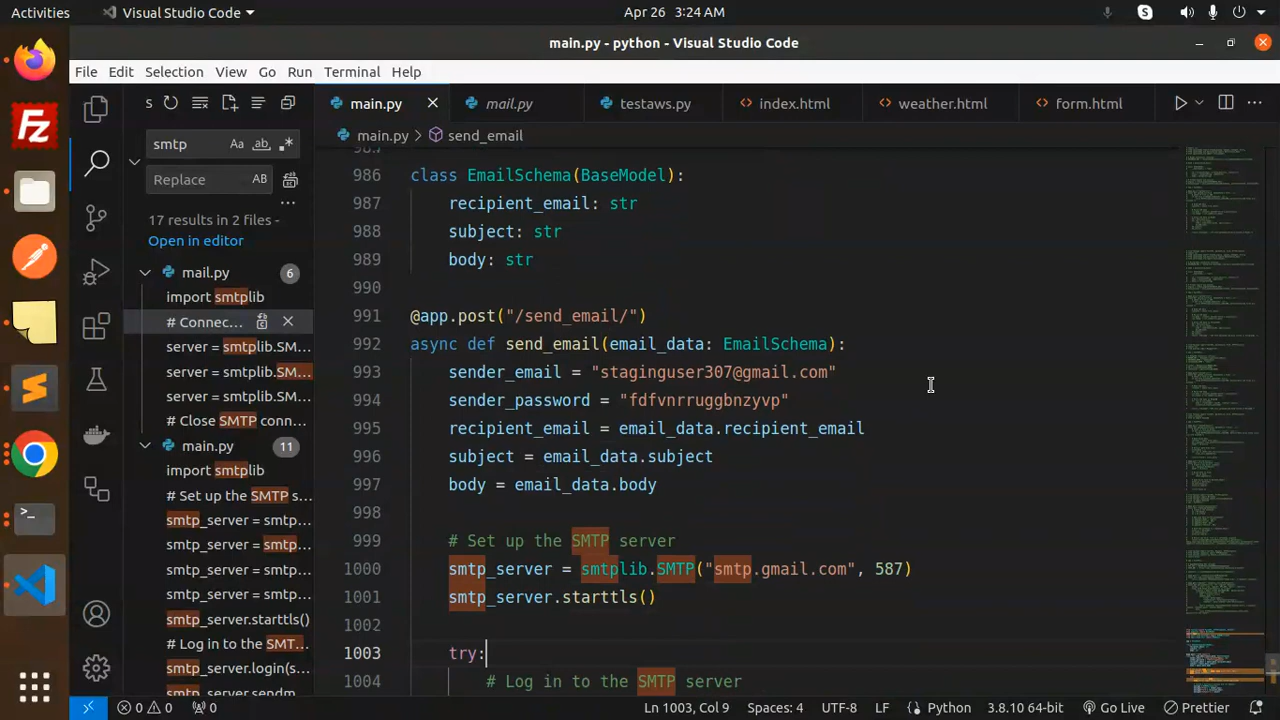 Activities
Visual Studio Code
Apr 26 3:24 AM
main.py - python - Visual Studio Code
File Edit Selection View Go Run Terminal Help
S
main.py
mail.py
testaws.py
index.html
weather.html
form.html
main.py > send_email
smtp
Aa ab
Replace
AB
17 results in 2 files -
Open in editor
mail.py 6
import smtplib
# Connec...
server = smtplib.SM...
server = smtplib.SM...
server = smtplib.SM...
# Close SMTP conn...
main.py 11
import smtplib
# Set up the SMTP s...
smtp_server = smtp...
smtp_server = smtp...
smtp_server = smtp...
smtp_server = smtp...
smtp_server.starttls()
# Log in to the SMT...
smtp_server.login(s...
smtp_server.sendm
986 class EmailSchema(BaseModel):
987 recipient_email: str
988 subject: str
989 body: str
990
991 @app.post("/send_email/")
992 async def send_email(email_data: EmailSchema):
993 sender_email = "staginguser307@gmail.com"
994 sender_password = "fdfvnrruggbnzyvp"
995 recipient_email = email_data.recipient_email
996 subject = email_data.subject
997 body = email_data.body
998
999 # Set up the SMTP server
1000 smtp_server = smtplib.SMTP("smtp.gmail.com", 587)
1001 smtp_server.starttls()
1002
1003 try:
in to the SMTP server
0 0 0
Ln 1003, Col 9
Spaces: 4
UTF-8
LF
Python
3.8.10 64-bit
Go Live
Prettier